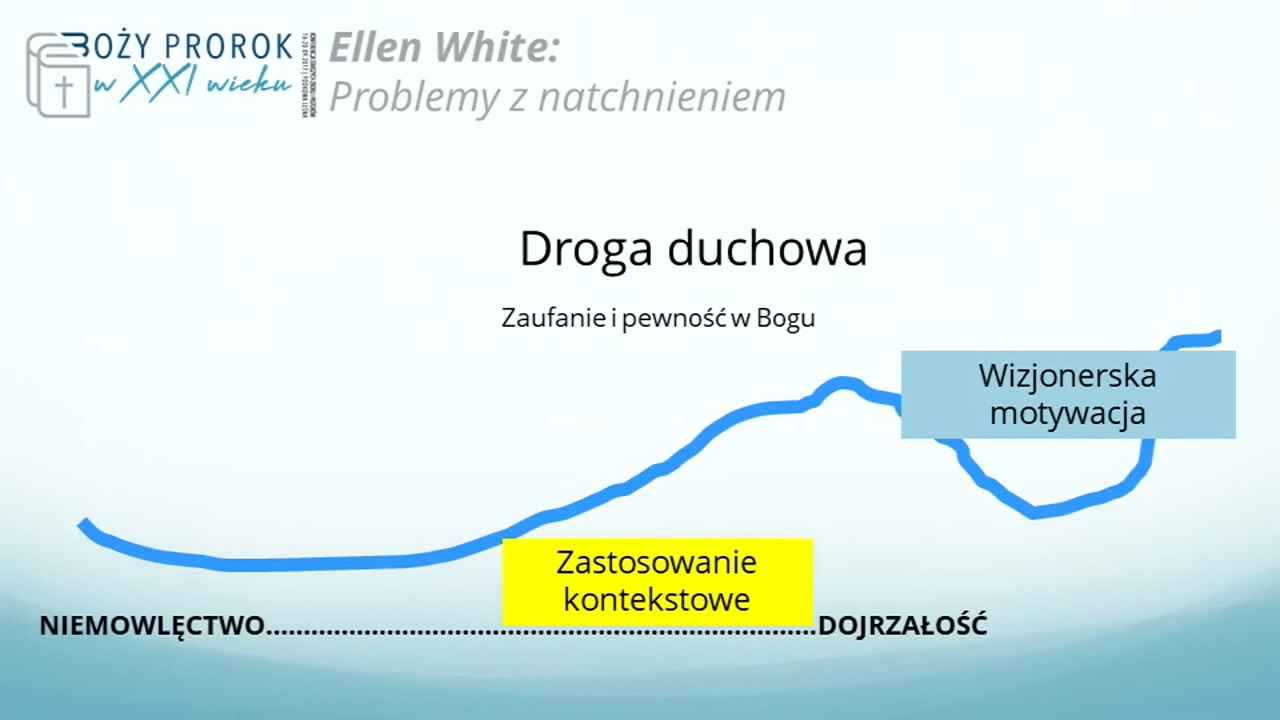 BOŻY PROROK
w XXI wieku
Ellen White:
Problemy z natchnieniem
Droga duchowa
Zaufanie i pewność w Bogu
Wizjonerska
motywacja
Zastosowanie
kontekstowe
NIEMOWLĘCTWO...........................................................................DOJRZAŁOŚĆ